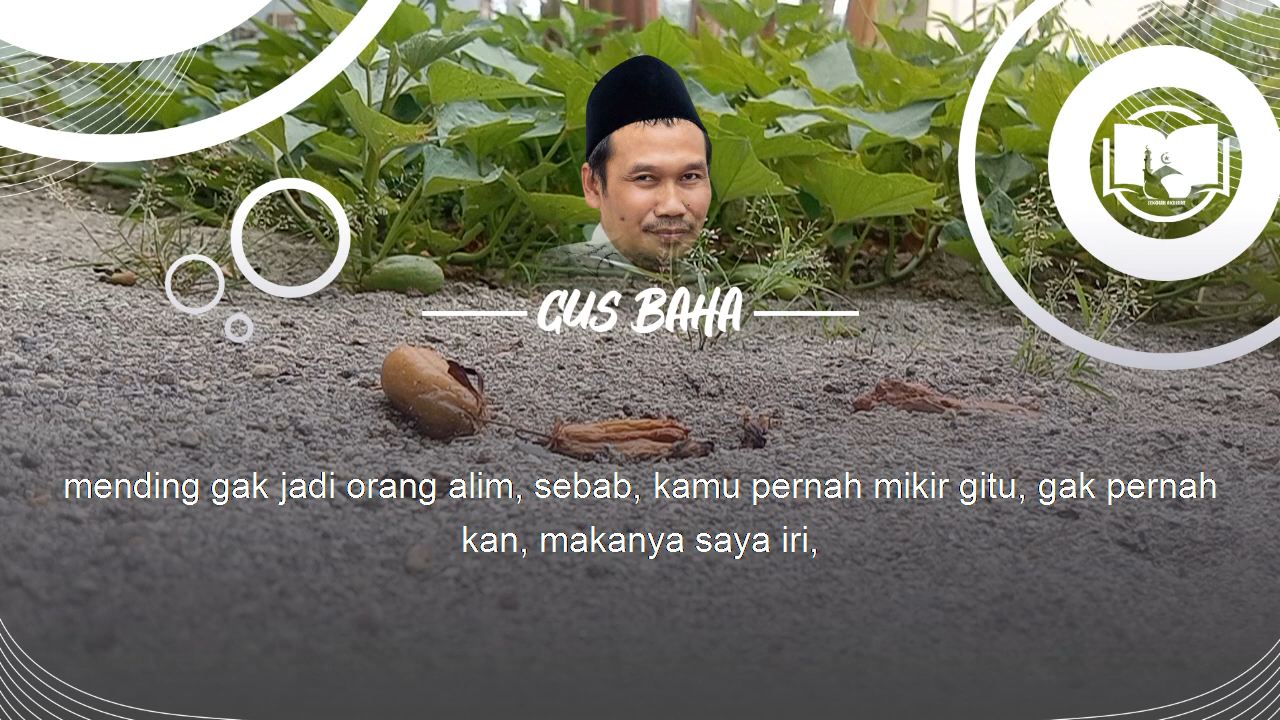 GUS BAHA
mending gak jadi orang alim, sebab, kamu pernah mikir gitu, gak pernah
kan, makanya saya iri,